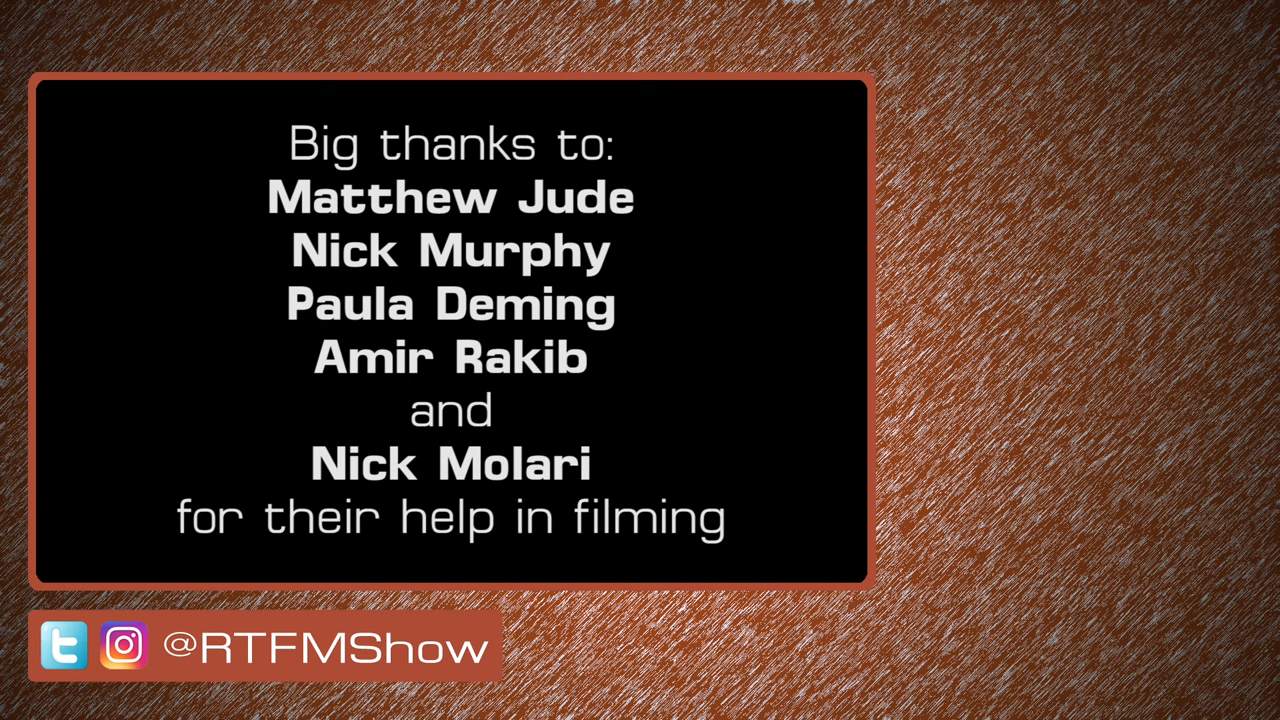 Big thanks to:
Matthew Jude
Nick Murphy
Paula Deming
Amir Rakib
and
Nick Molari
for their help in filming
@RTFMShow